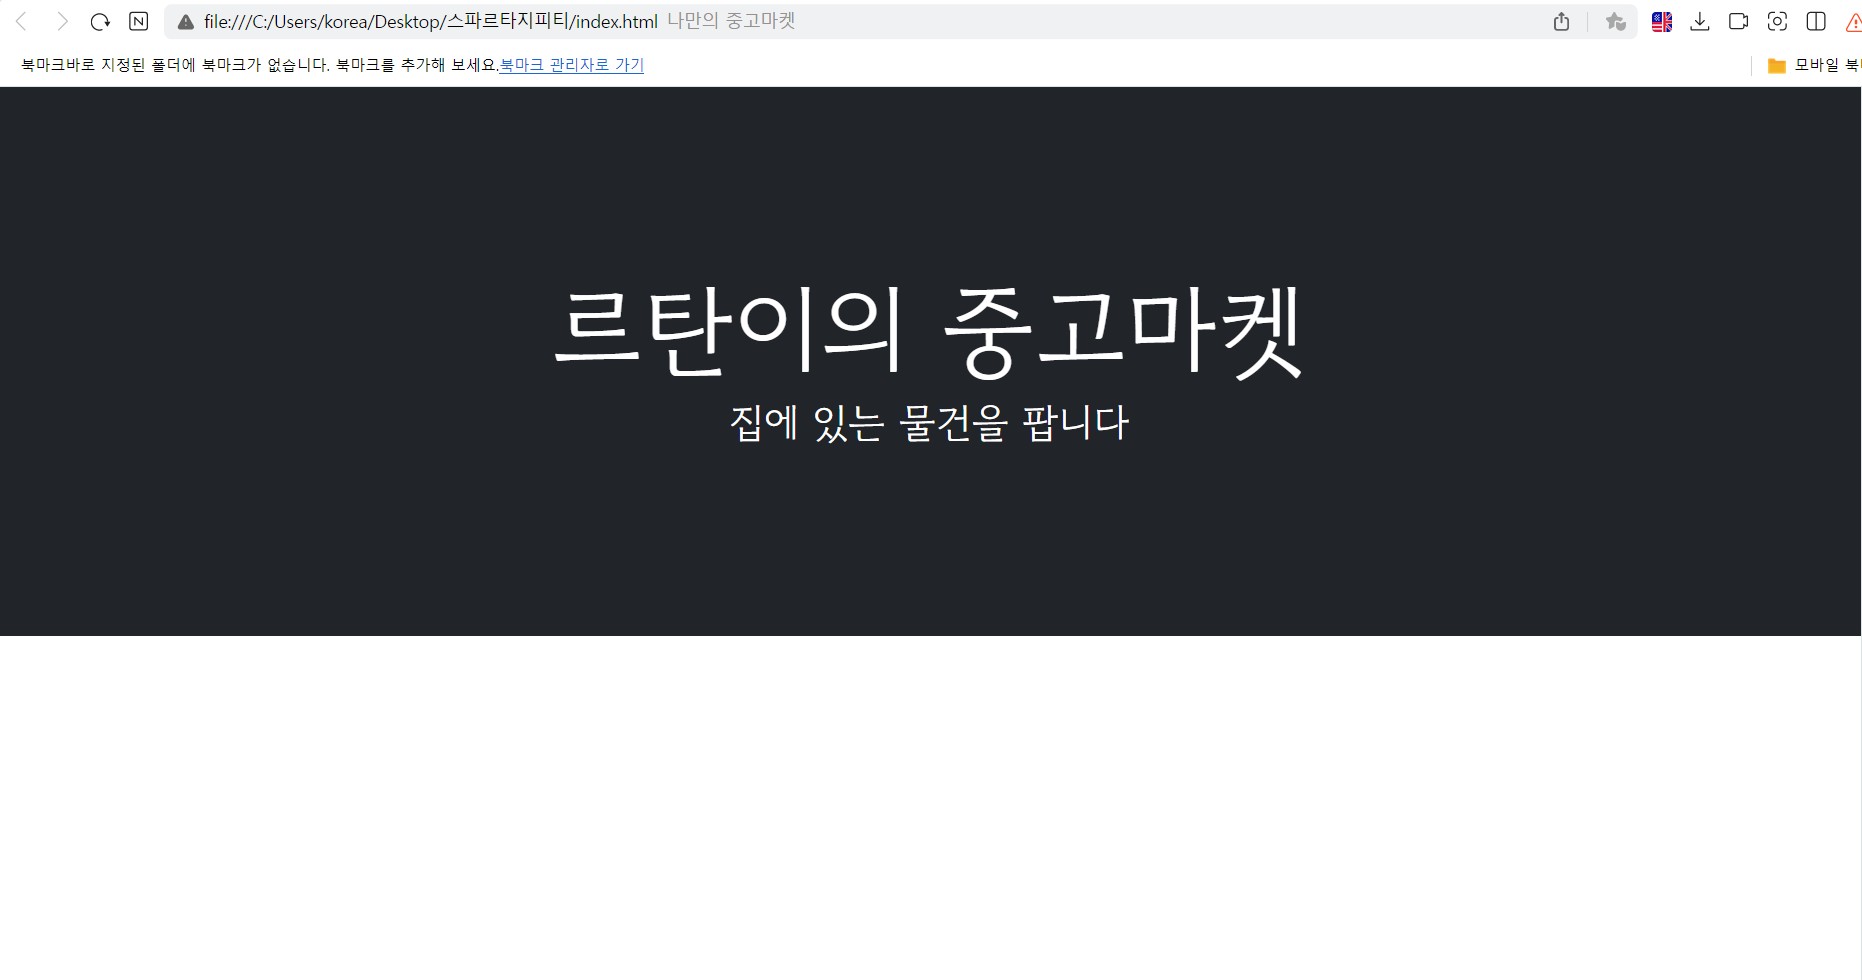 file:///C:/Users/korea/Desktop/스파르타지피티/index.html 나만의 중고마켓
북마크바로 지정된 폴더에 북마크가 없습니다. 북마크를 추가해 보세요.북마크 관리자로 가기
모바일
르탄이의 중고마켓
집에 있는 물건을 팝니다